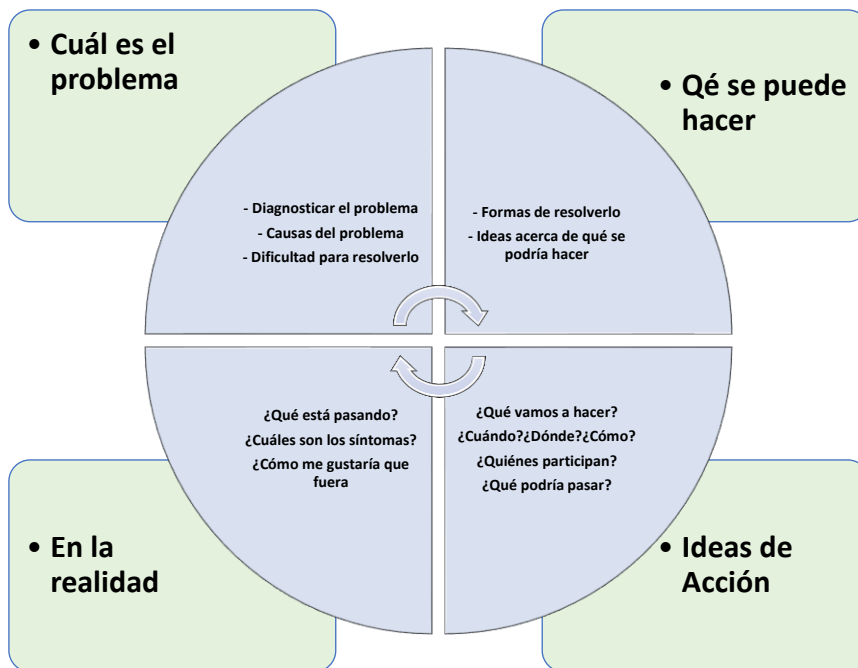 • Cuál es el
problema
• Qé se puede
hacer
- Diagnosticar el problema
- Causas del problema
- Dificultad para resolverlo
- Formas de resolverlo
- Ideas acerca de qué se
podría hacer
¿Qué está pasando?
¿Cuáles son los síntomas?
¿Cómo me gustaría que
fuera
¿Qué vamos a hacer?
¿Cuándo?¿Dónde?¿Cómo?
¿Quiénes participan?
¿Qué podría pasar?
• En la
realidad
• Ideas de
Acción